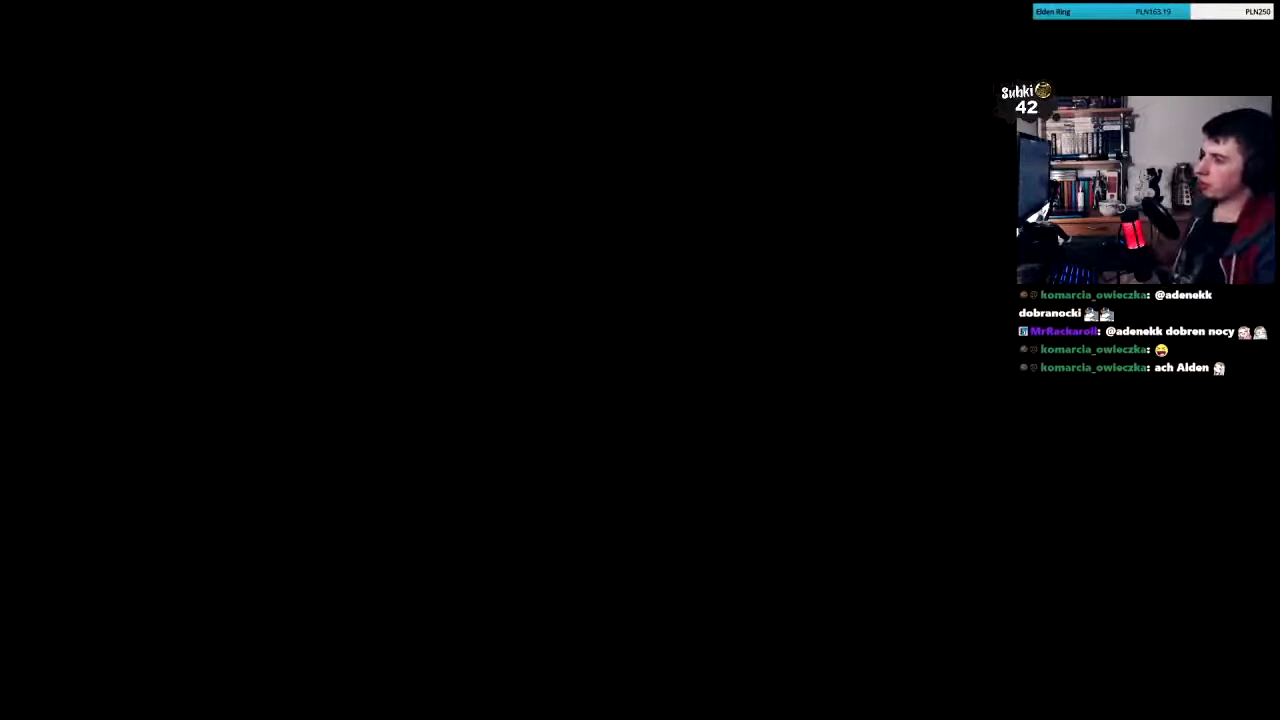 Elden Ring PLN163.19 PLN250
Subki
42
komarcia_owieczka: @adenekk
dobranocki
MrRackaroll: @adenekk dobren nocy
komarcia_owieczka:
komarcia_owieczka: ach Aiden